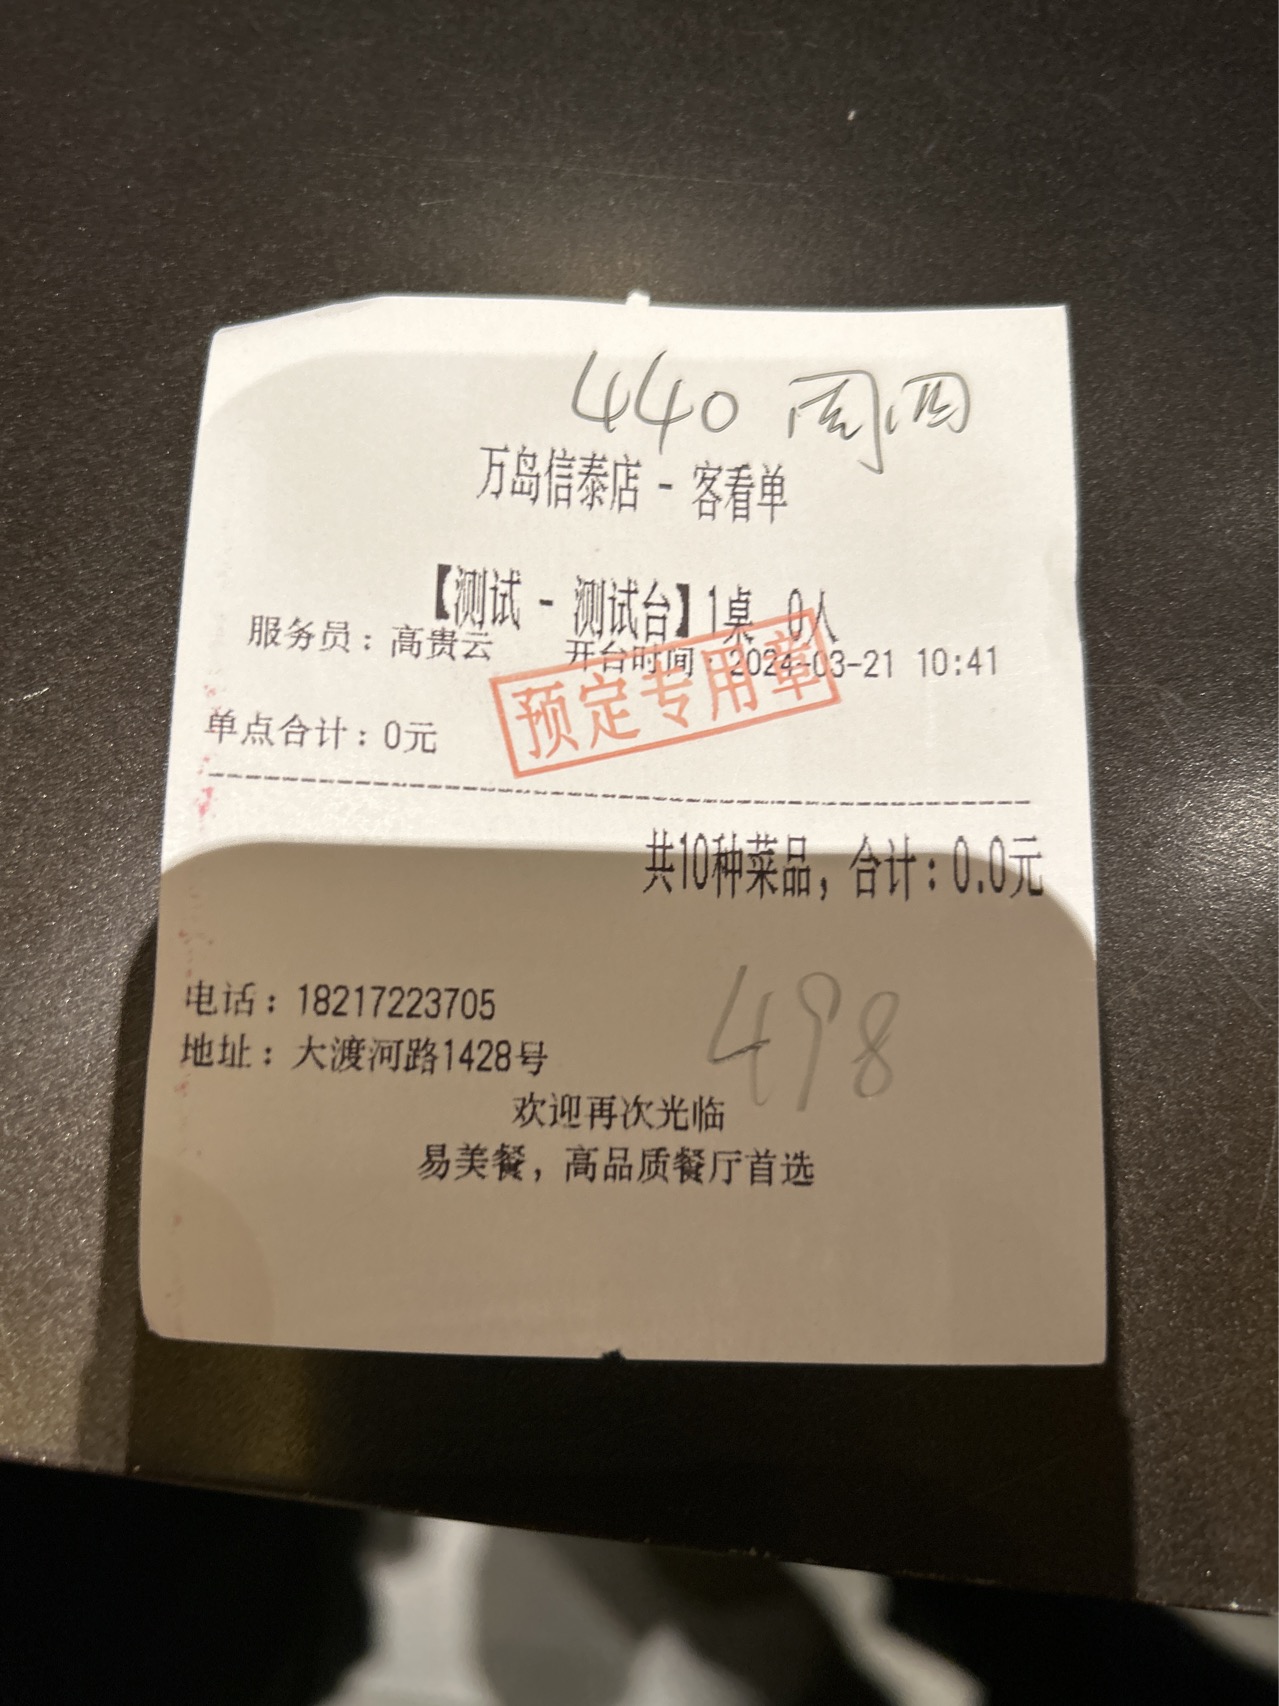 440 周四
万岛信泰店 - 客看单
【测试 - 测试台】1桌 0人
服务员：高贵云 开台时间：2024-03-21 10:41
预定专用章
单点合计：0元
共10种菜品，合计：0.0元
498
电话：18217223705
地址：大渡河路1428号
欢迎再次光临
易美餐，高品质餐厅首选